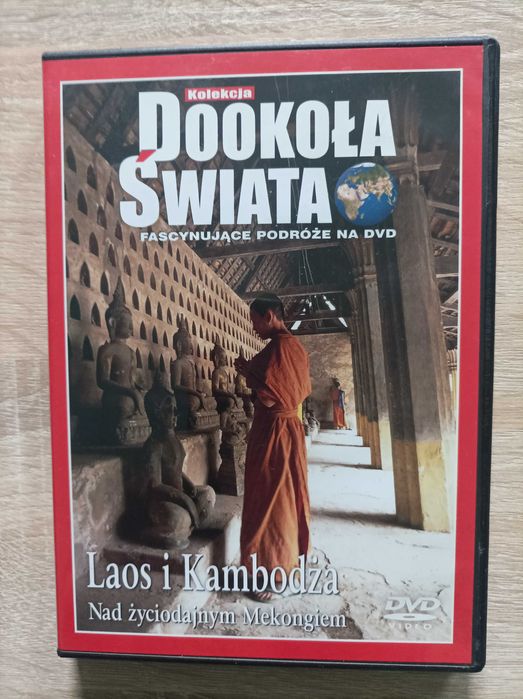 Kolekcja
DOOKOŁA
ŚWIATA
FASCYNUJĄCE PODRÓŻE NA DVD
Laos i Kambodża
Nad życiodajnym Mekongiem
DVD
VIDEO